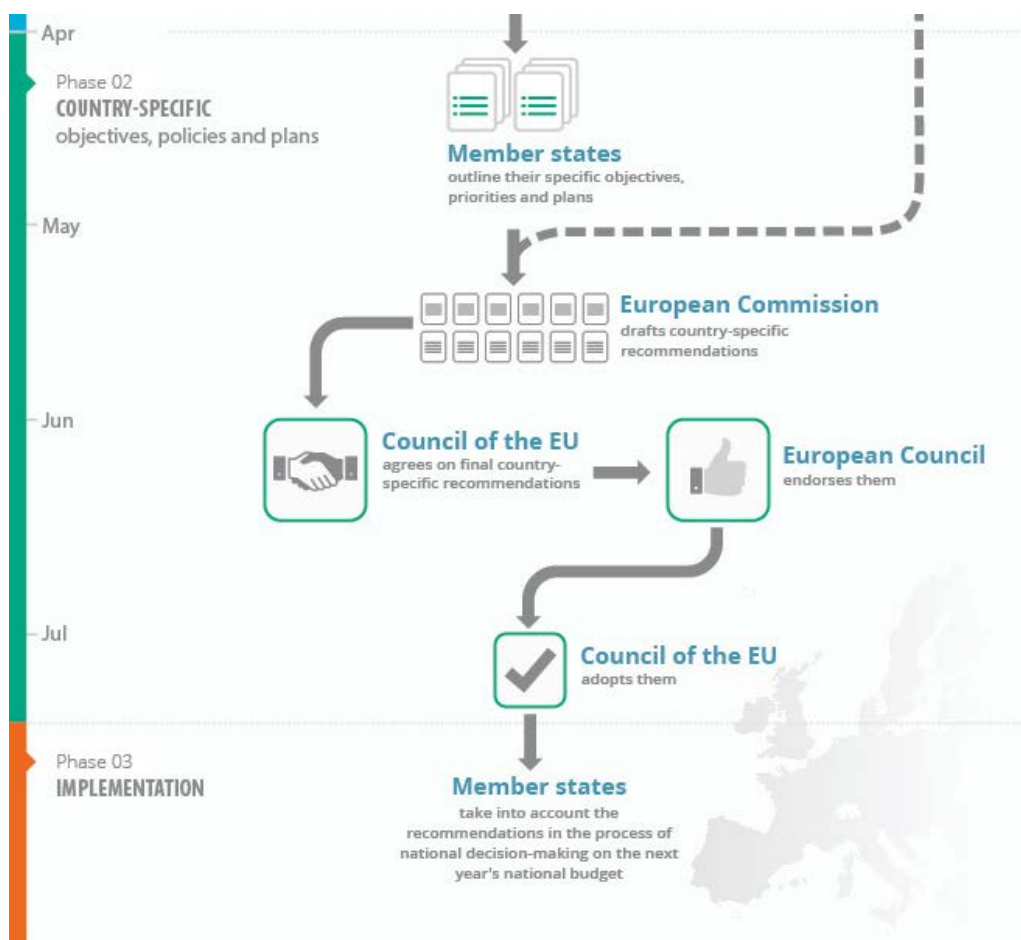 Apr
Phase 02
COUNTRY-SPECIFIC
objectives, policies and plans
Member states
outline their specific objectives,
priorities and plans
May
European Commission
drafts country-specific
recommendations
Jun
Council of the EU
agrees on final country-
specific recommendations
European Council
endorses them
Jul
Council of the EU
adopts them
Phase 03
IMPLEMENTATION
Member states
take into account the
recommendations in the process of
national decision-making on the next
year's national budget